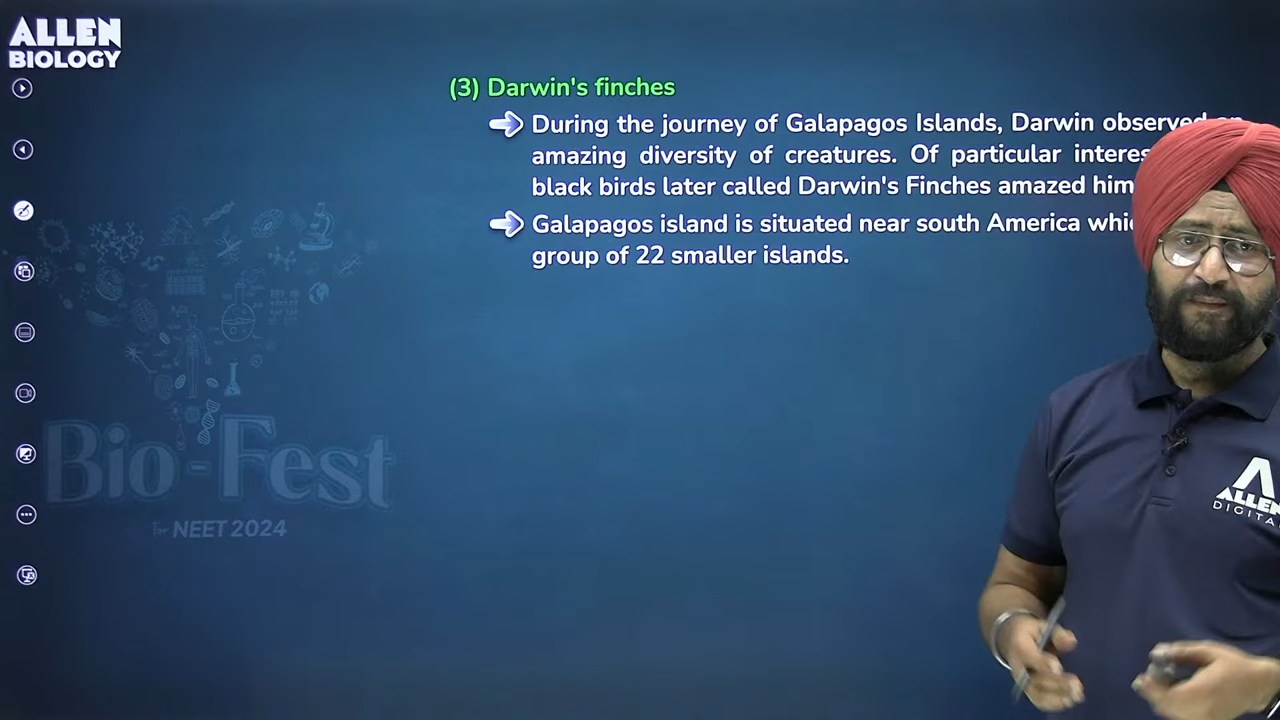 ALLEN
BIOLOGY
(3) Darwin's finches
During the journey of Galapagos Islands, Darwin observed
amazing diversity of creatures. Of particular
black birds later called Darwin's Finches amazed him
Galapagos island is situated near south America
group of 22 smaller islands.
Bio-Fest
for NEET 2024
ALLEN
DIGITAL